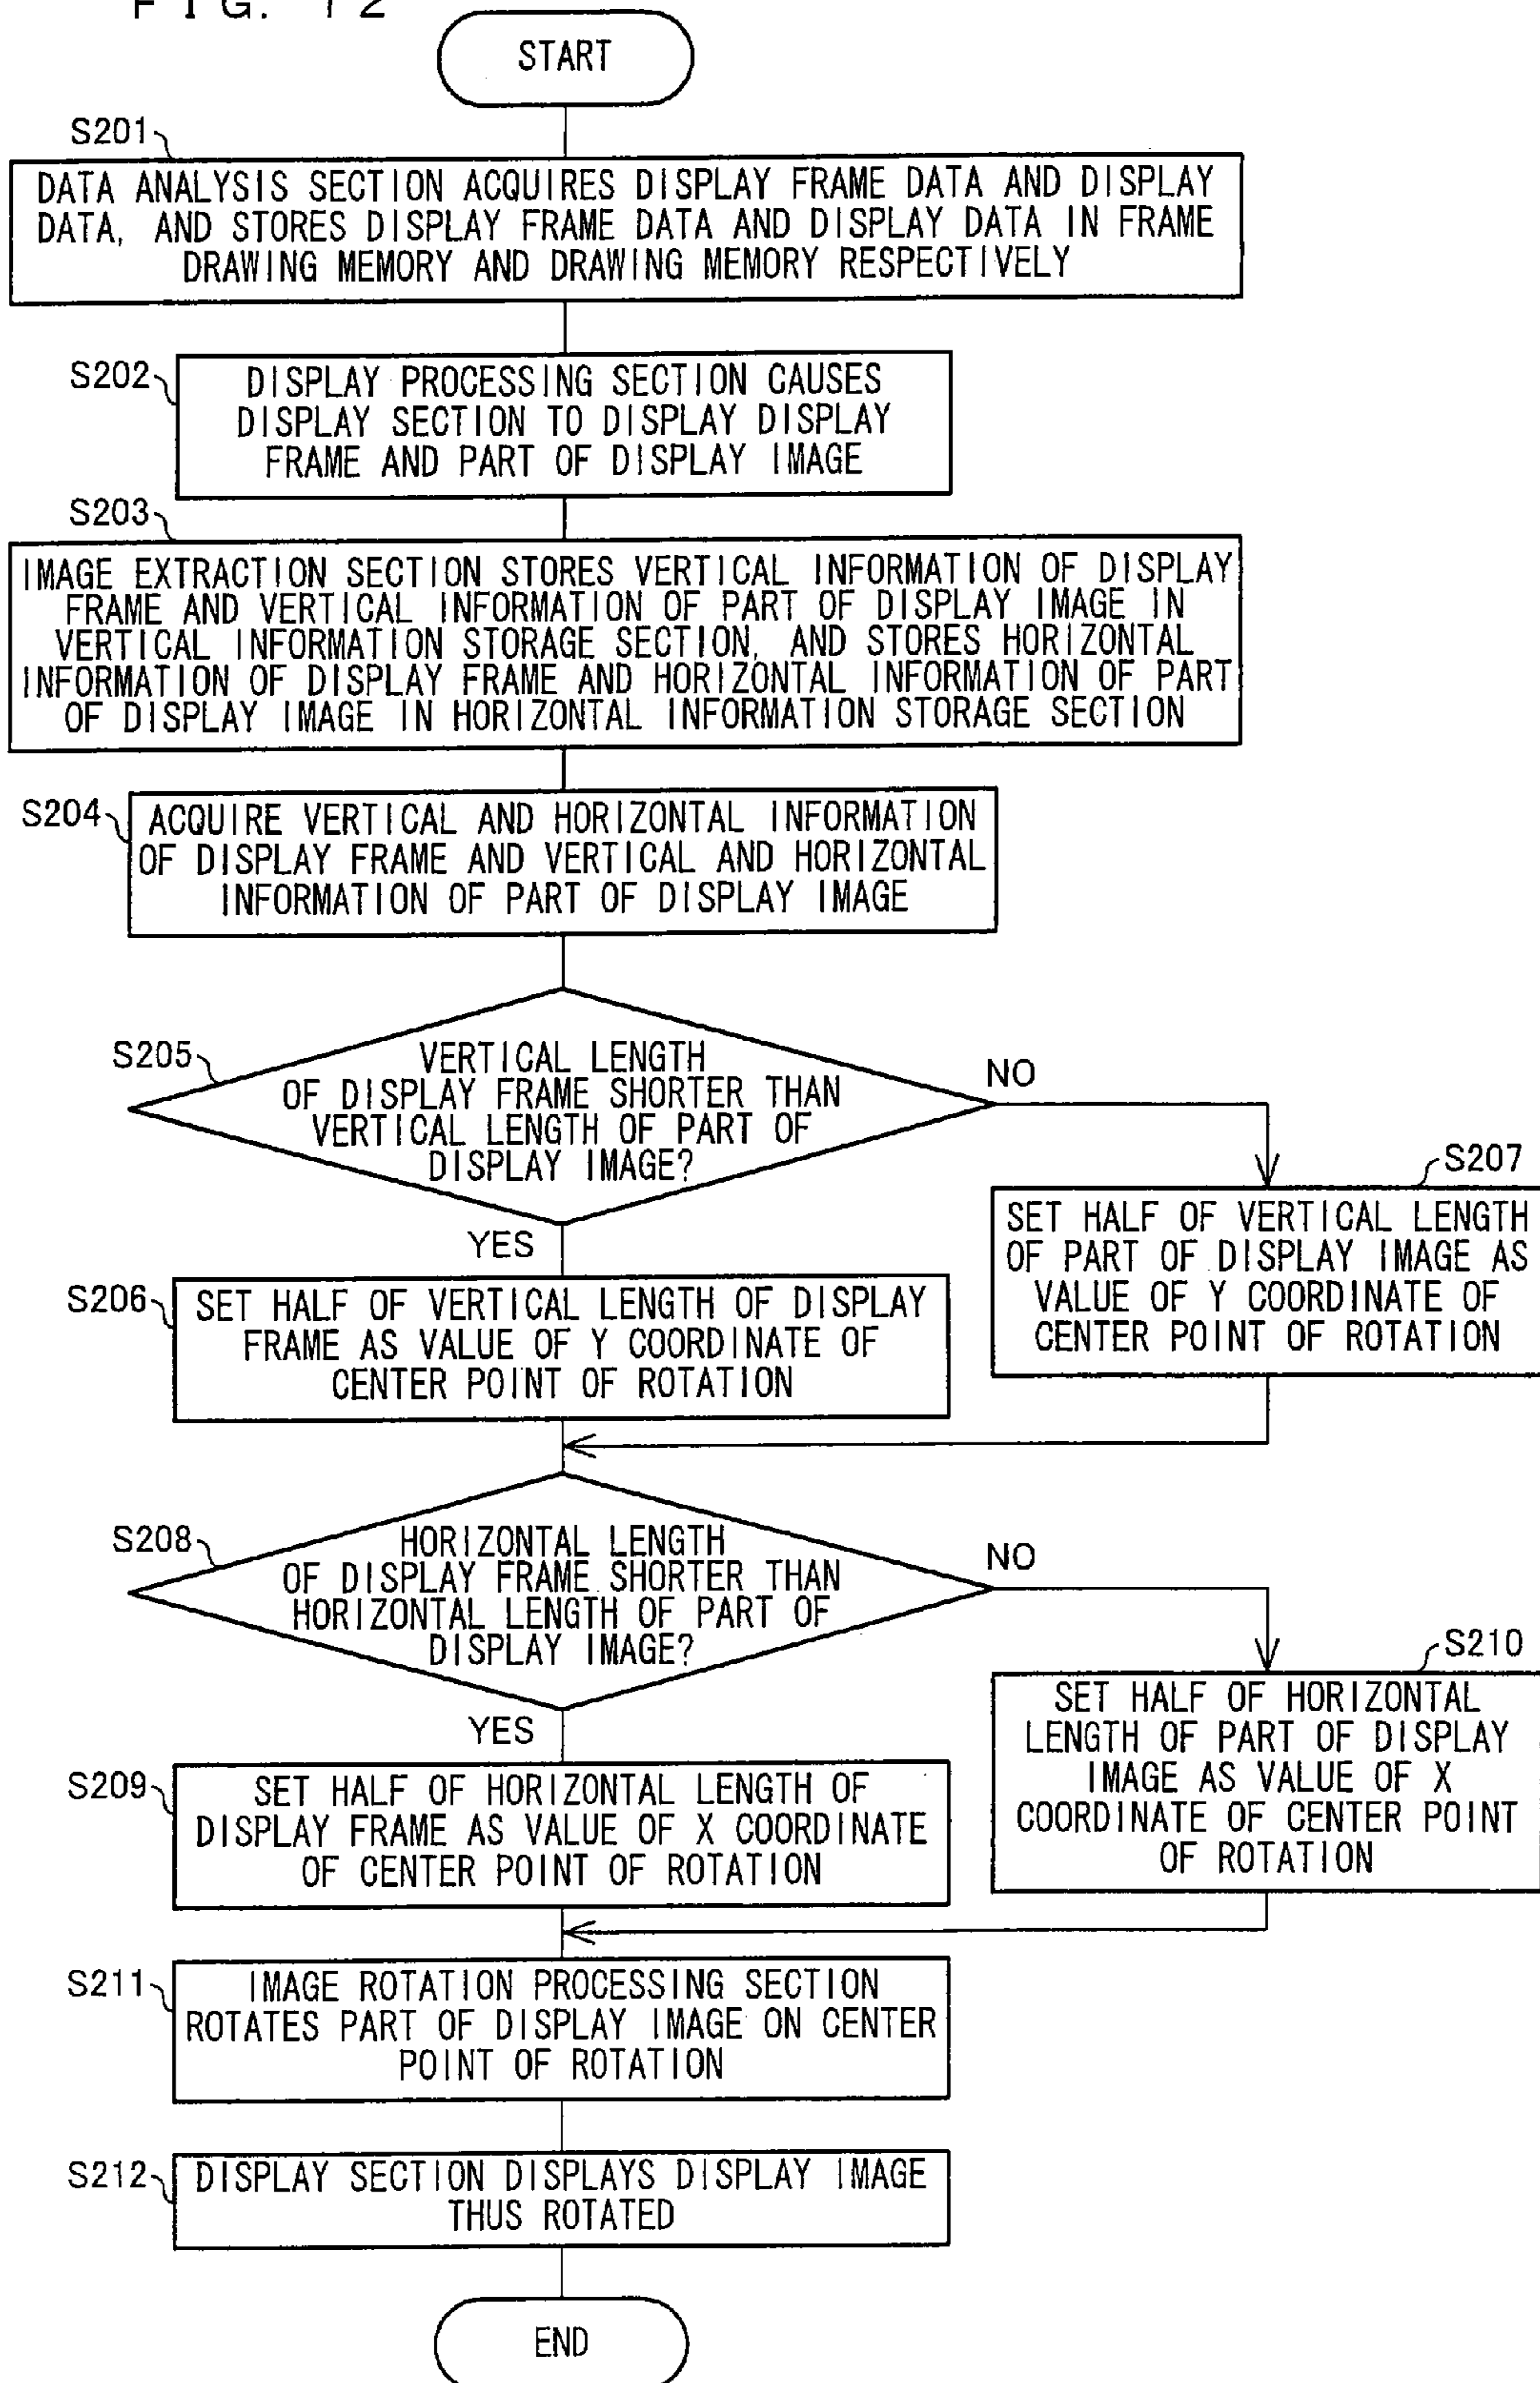 FIG. 12
START
S201
DATA ANALYSIS SECTION ACQUIRES DISPLAY FRAME DATA AND DISPLAY
DATA, AND STORES DISPLAY FRAME DATA AND DISPLAY DATA IN FRAME
DRAWING MEMORY AND DRAWING MEMORY RESPECTIVELY
S202
DISPLAY PROCESSING SECTION CAUSES
DISPLAY SECTION TO DISPLAY DISPLAY
FRAME AND PART OF DISPLAY IMAGE
S203
IMAGE EXTRACTION SECTION STORES VERTICAL INFORMATION OF DISPLAY
FRAME AND VERTICAL INFORMATION OF PART OF DISPLAY IMAGE IN
VERTICAL INFORMATION STORAGE SECTION, AND STORES HORIZONTAL
INFORMATION OF DISPLAY FRAME AND HORIZONTAL INFORMATION OF PART
OF DISPLAY IMAGE IN HORIZONTAL INFORMATION STORAGE SECTION
S204
ACQUIRE VERTICAL AND HORIZONTAL INFORMATION
OF DISPLAY FRAME AND VERTICAL AND HORIZONTAL
INFORMATION OF PART OF DISPLAY IMAGE
S205
VERTICAL LENGTH
OF DISPLAY FRAME SHORTER THAN
VERTICAL LENGTH OF PART OF
DISPLAY IMAGE?
NO
YES
S207
SET HALF OF VERTICAL LENGTH
OF PART OF DISPLAY IMAGE AS
VALUE OF Y COORDINATE OF
CENTER POINT OF ROTATION
S206
SET HALF OF VERTICAL LENGTH OF DISPLAY
FRAME AS VALUE OF Y COORDINATE OF
CENTER POINT OF ROTATION
S208
HORIZONTAL LENGTH
OF DISPLAY FRAME SHORTER THAN
HORIZONTAL LENGTH OF PART OF
DISPLAY IMAGE?
NO
YES
S210
SET HALF OF HORIZONTAL
LENGTH OF PART OF DISPLAY
IMAGE AS VALUE OF X
COORDINATE OF CENTER POINT
OF ROTATION
S209
SET HALF OF HORIZONTAL LENGTH OF
DISPLAY FRAME AS VALUE OF X COORDINATE
OF CENTER POINT OF ROTATION
S211
IMAGE ROTATION PROCESSING SECTION
ROTATES PART OF DISPLAY IMAGE ON CENTER
POINT OF ROTATION
S212
DISPLAY SECTION DISPLAYS DISPLAY IMAGE
THUS ROTATED
END